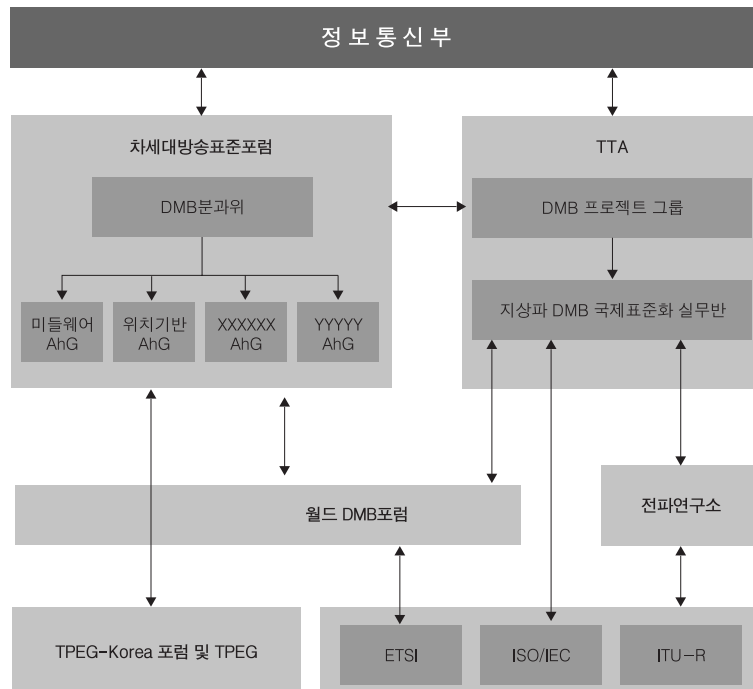 정보통신부
차세대방송표준포럼
TTA
DMB분과위
DMB 프로젝트 그룹
미들웨어
AhG
위치기반
AhG
XXXXXX
AhG
YYYYY
AhG
지상파 DMB 국제표준화 실무반
월드 DMB포럼
전파연구소
TPEG-Korea 포럼 및 TPEG
ETSI
ISO/IEC
ITU-R